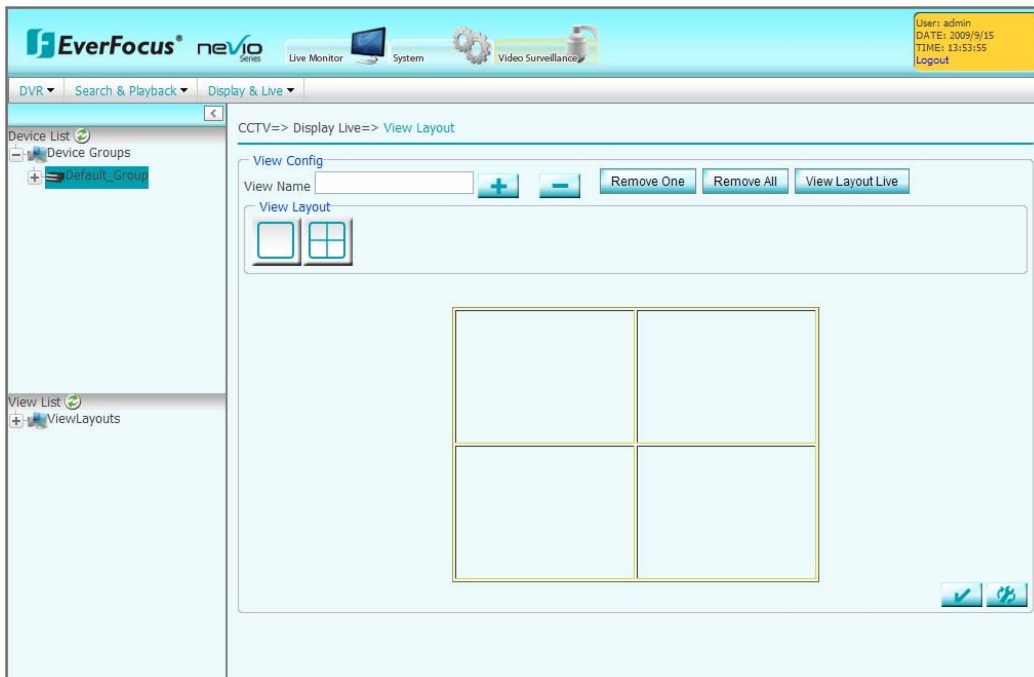 EverFocus®
nevio
Series
Live Monitor
System
Video Surveillance
User: admin
DATE: 2009/9/15
TIME: 13:53:55
Logout
DVR
Search & Playback
Display & Live
Device List
Device Groups
Default_Group
View List
ViewLayouts
CCTV=> Display Live=> View Layout
View Config
View Name
Remove One
Remove All
View Layout Live
View Layout